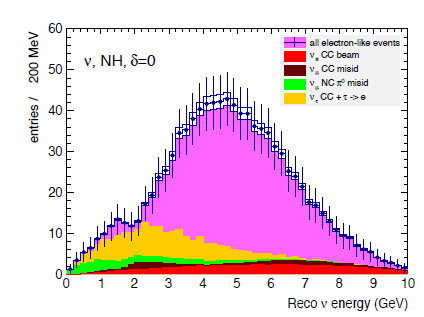 60
50
40
30
20
10
0
entries / 200 MeV
ν, NH, δ=0
all electron-like events
νe CC beam
νμ CC misid
νμ NC π⁰ misid
ντ CC + τ -> e
0 1 2 3 4 5 6 7 8 9 10
Reco ν energy (GeV)